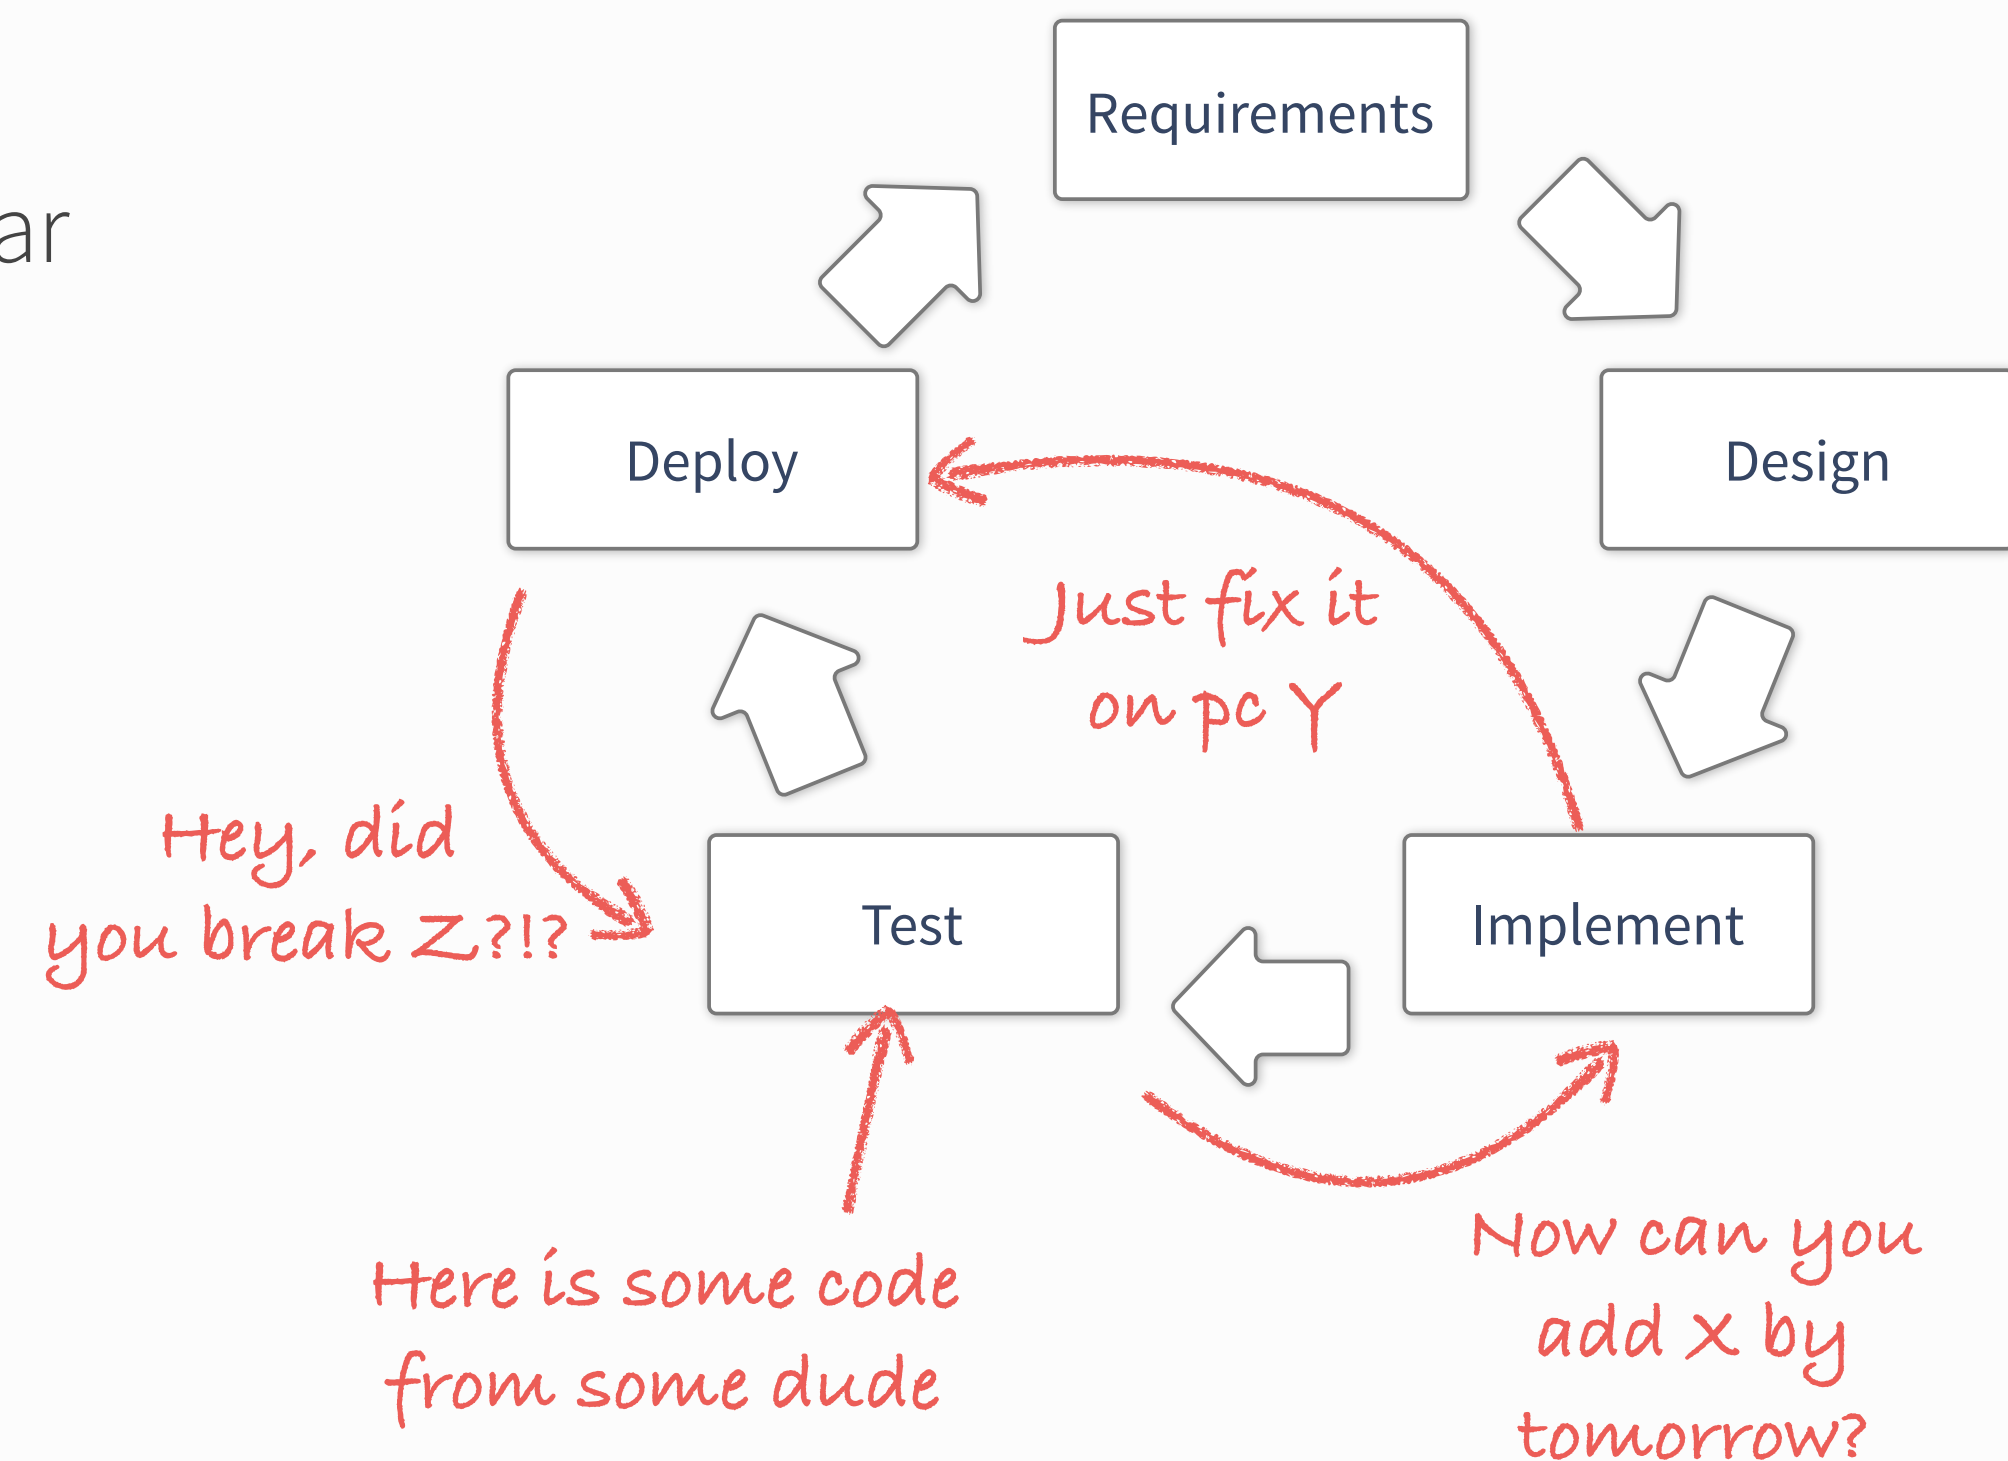 Requirements
ar
Deploy
Design
Just fix it
on pc Y
Hey, did
you break Z?!?
Test
Implement
Here is some code
from some dude
Now can you
add X by
tomorrow?